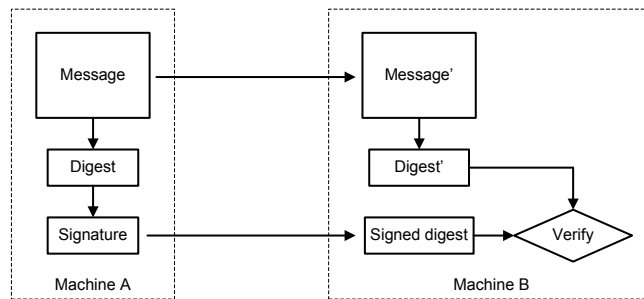 Message
Message’
Digest
Digest’
Signature
Signed digest
Verify
Machine A
Machine B